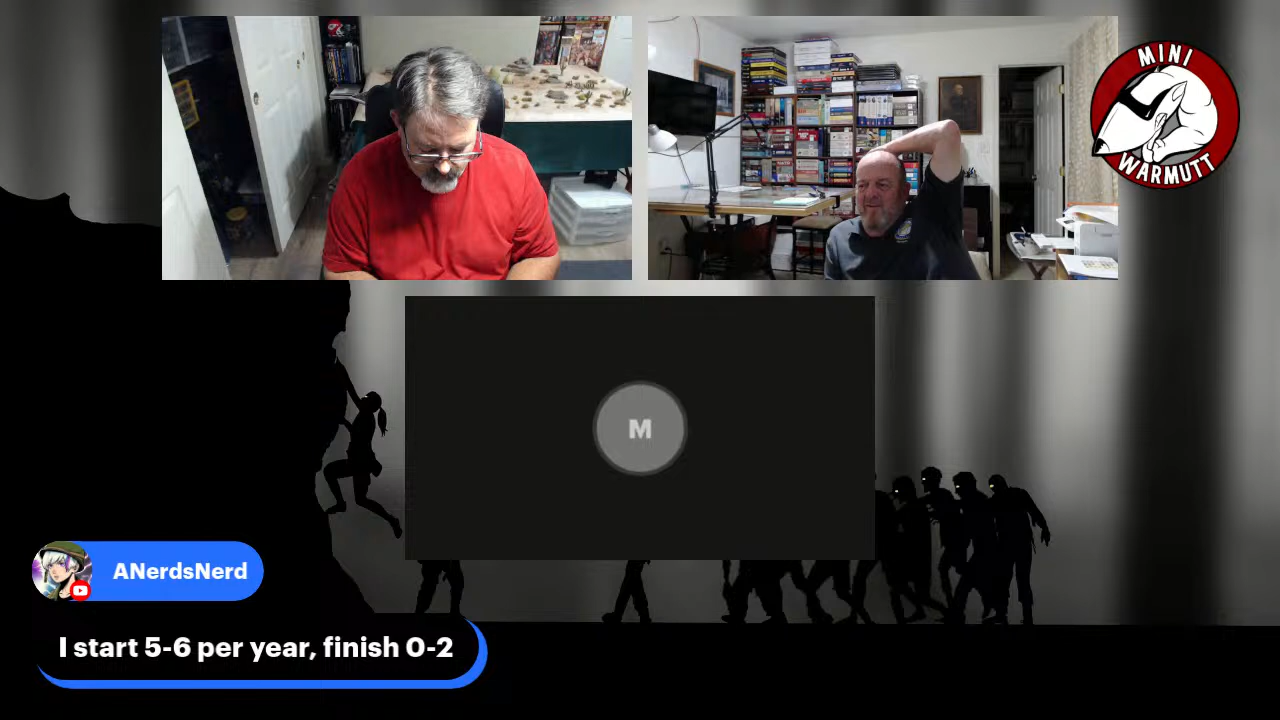 MINI
WARMUTT
M
ANerdsNerd
I start 5-6 per year, finish 0-2